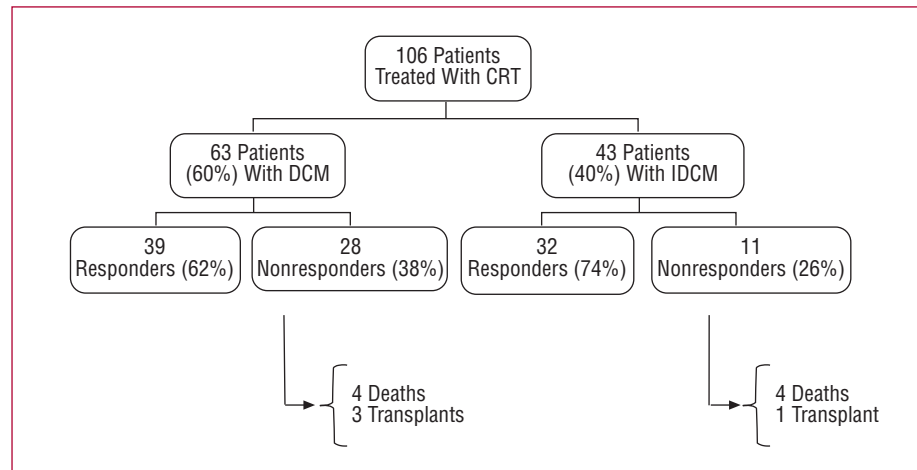 106 Patients
Treated With CRT
63 Patients
(60%) With DCM
43 Patients
(40%) With IDCM
39
Responders (62%)
28
Nonresponders (38%)
32
Responders (74%)
11
Nonresponders (26%)
4 Deaths
3 Transplants
4 Deaths
1 Transplant